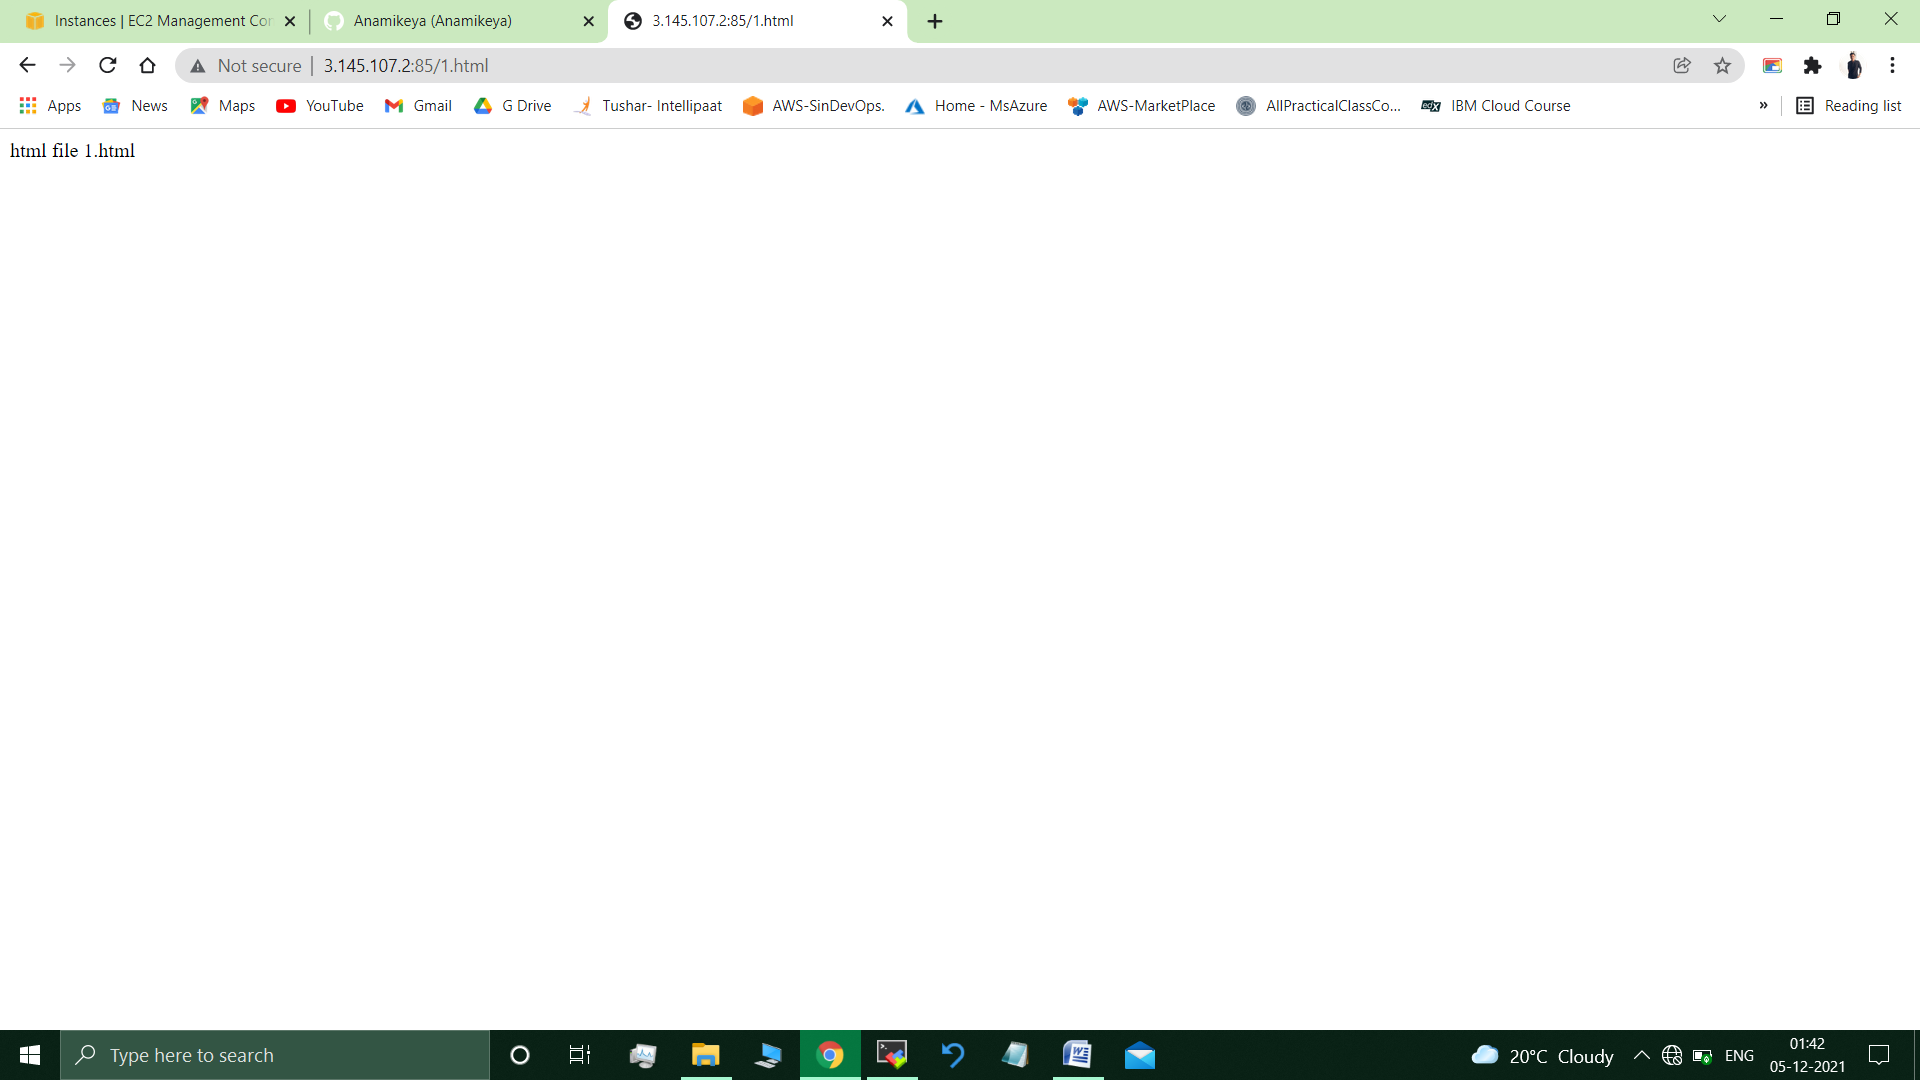 Instances | EC2 Management Con
Anamikeya (Anamikeya)
3.145.107.2:85/1.html
Not secure | 3.145.107.2:85/1.html
Apps News Maps YouTube Gmail G Drive Tushar- Intellipaat AWS-SinDevOps. Home - MsAzure AWS-MarketPlace AllPracticalClassCo... edX IBM Cloud Course » Reading list
html file 1.html
Type here to search
20°C Cloudy
ENG
01:42
05-12-2021